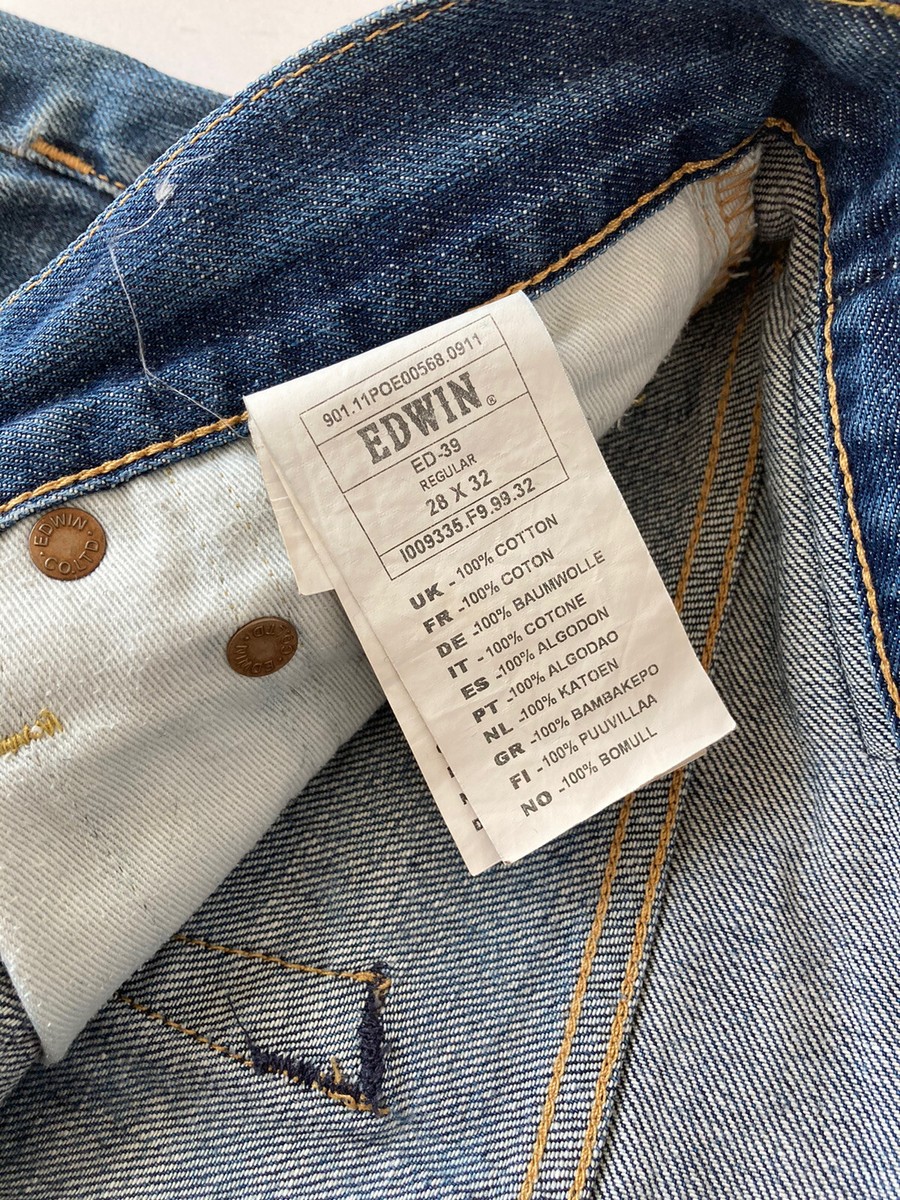 901.11POE00568.0911
EDWIN®
ED-39
REGULAR
28 X 32
I009335.F9.99.32
UK -100% COTTON
FR -100% COTON
DE -100% BAUMWOLLE
IT -100% COTONE
ES -100% ALGODON
PT -100% ALGODAO
NL -100% KATOEN
GR -100% BAMBAKEPO
FI -100% PUUVILLAA
NO -100% BOMULL
EDWIN
CO.LTD
EDWIN